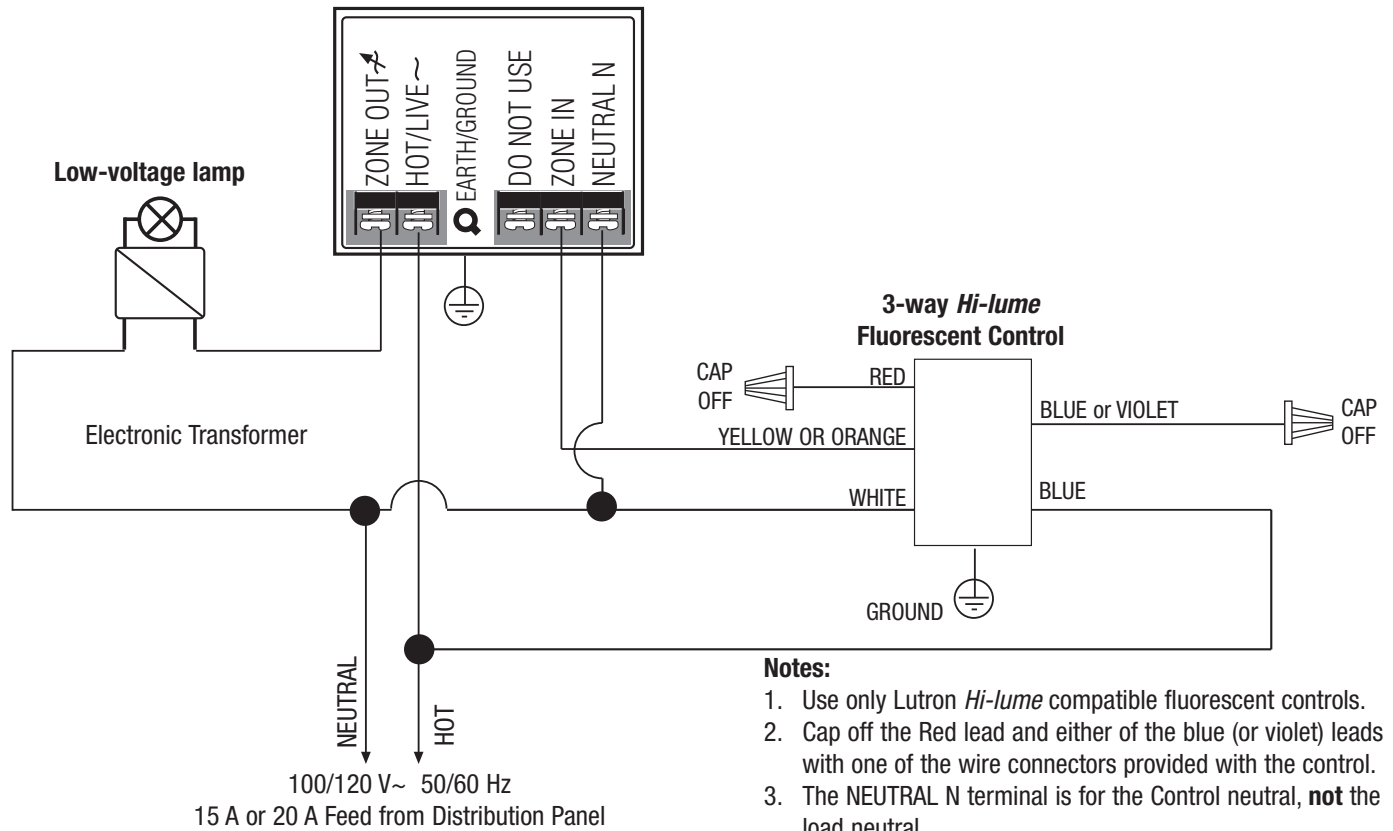 ZONE OUT
HOT/LIVE ~
EARTH/GROUND
DO NOT USE
ZONE IN
NEUTRAL N
Low-voltage lamp
Electronic Transformer
3-way Hi-lume
Fluorescent Control
CAP
OFF
RED
YELLOW OR ORANGE
WHITE
BLUE or VIOLET
CAP
OFF
BLUE
GROUND
NEUTRAL
HOT
100/120 V~ 50/60 Hz
15 A or 20 A Feed from Distribution Panel
Notes:
1. Use only Lutron Hi-lume compatible fluorescent controls.
2. Cap off the Red lead and either of the blue (or violet) leads
with one of the wire connectors provided with the control.
3. The NEUTRAL N terminal is for the Control neutral, not the
load neutral